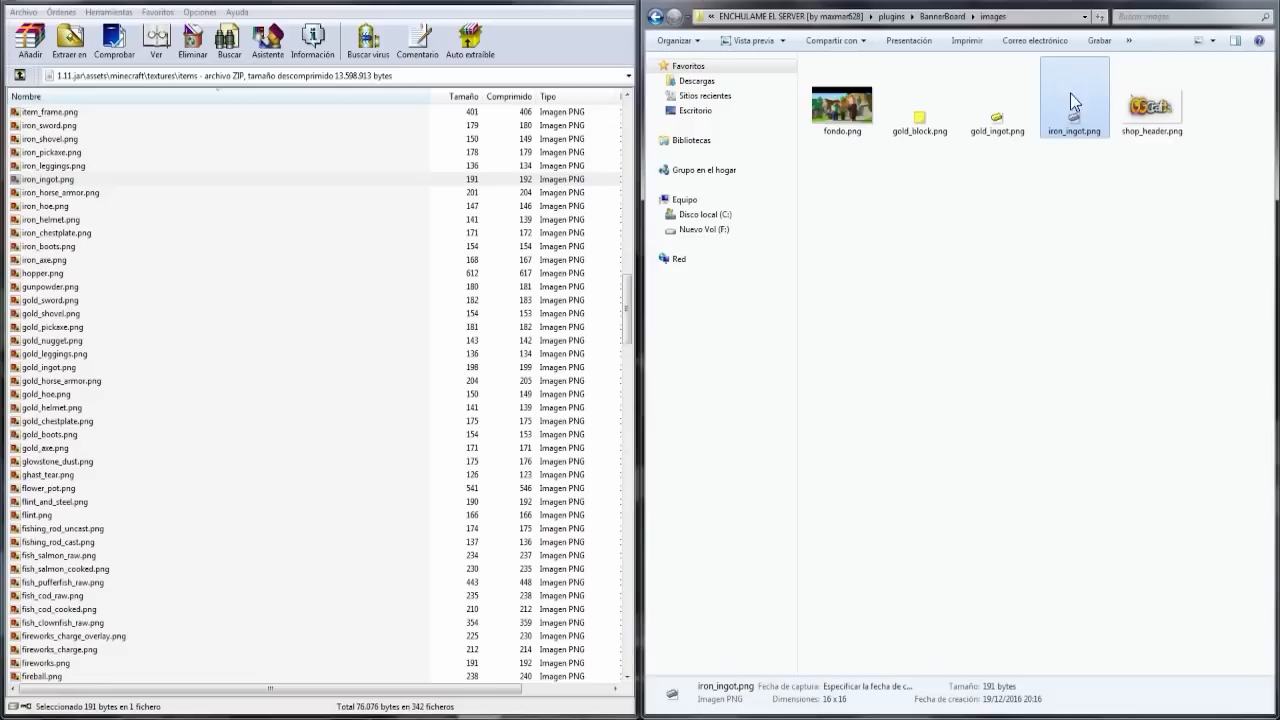 Archivo Órdenes Herramientas Favoritos Opciones Ayuda
Añadir Extraer en Comprobar Ver Eliminar Buscar Asistente Información Buscar virus Comentario Auto extraíble
1.11.jar\assets\minecraft\textures\items - archivo ZIP, tamaño descomprimido 13.598.913 bytes
Nombre Tamaño Comprimido Tipo
item_frame.png 401 406 Imagen PNG
iron_sword.png 179 180 Imagen PNG
iron_shovel.png 150 149 Imagen PNG
iron_pickaxe.png 178 179 Imagen PNG
iron_leggings.png 136 134 Imagen PNG
iron_ingot.png 191 192 Imagen PNG
iron_horse_armor.png 201 204 Imagen PNG
iron_hoe.png 147 146 Imagen PNG
iron_helmet.png 141 139 Imagen PNG
iron_chestplate.png 171 172 Imagen PNG
iron_boots.png 154 154 Imagen PNG
iron_axe.png 168 167 Imagen PNG
hopper.png 612 617 Imagen PNG
gunpowder.png 180 181 Imagen PNG
gold_sword.png 182 183 Imagen PNG
gold_shovel.png 154 153 Imagen PNG
gold_pickaxe.png 181 182 Imagen PNG
gold_nugget.png 143 142 Imagen PNG
gold_leggings.png 136 134 Imagen PNG
gold_ingot.png 198 199 Imagen PNG
gold_horse_armor.png 204 205 Imagen PNG
gold_hoe.png 150 149 Imagen PNG
gold_helmet.png 141 139 Imagen PNG
gold_chestplate.png 175 175 Imagen PNG
gold_boots.png 154 153 Imagen PNG
gold_axe.png 171 171 Imagen PNG
glowstone_dust.png 175 176 Imagen PNG
ghast_tear.png 126 123 Imagen PNG
flower_pot.png 541 546 Imagen PNG
flint_and_steel.png 190 192 Imagen PNG
flint.png 166 166 Imagen PNG
fishing_rod_uncast.png 174 175 Imagen PNG
fishing_rod_cast.png 137 136 Imagen PNG
fish_salmon_raw.png 234 237 Imagen PNG
fish_salmon_cooked.png 230 235 Imagen PNG
fish_pufferfish_raw.png 443 448 Imagen PNG
fish_cod_raw.png 235 238 Imagen PNG
fish_cod_cooked.png 210 212 Imagen PNG
fish_clownfish_raw.png 354 359 Imagen PNG
fireworks_charge_overlay.png 225 230 Imagen PNG
fireworks_charge.png 212 214 Imagen PNG
fireworks.png 191 192 Imagen PNG
fireball.png 238 240 Imagen PNG
Seleccionado 191 bytes en 1 fichero Total 76.076 bytes en 342 ficheros
« ENCHULAME EL SERVER [by maxmar628] ▸ plugins ▸ BannerBoard ▸ images Buscar images
Organizar Vista previa Compartir con Presentación Imprimir Correo electrónico Grabar »
Favoritos
Descargas
Sitios recientes
Escritorio
Bibliotecas
Grupo en el hogar
Equipo
Disco local (C:)
Nuevo Vol (F:)
Red
fondo.png gold_block.png gold_ingot.png iron_ingot.png shop_header.png
iron_ingot.png Fecha de captura: Especificar la fecha de c... Tamaño: 191 bytes
Imagen PNG Dimensiones: 16 x 16 Fecha de creación: 19/12/2016 20:16